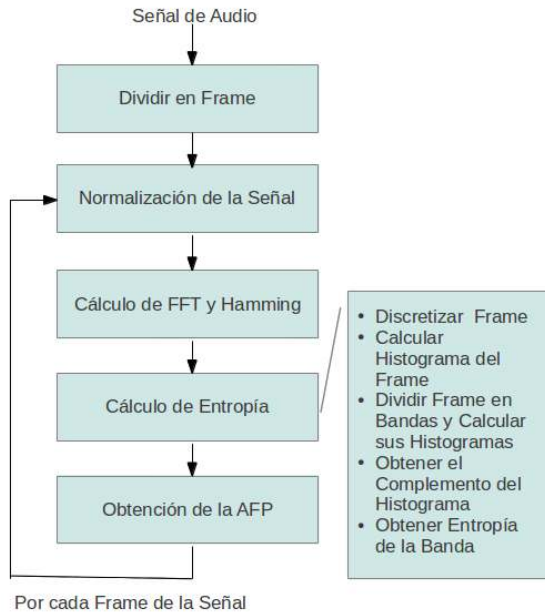 Señal de Audio
Dividir en Frame
Normalización de la Señal
Cálculo de FFT y Hamming
Cálculo de Entropía
Obtención de la AFP
Por cada Frame de la Señal
• Discretizar Frame
• Calcular
Histograma del
Frame
• Dividir Frame en
Bandas y Calcular
sus Histogramas
• Obtener el
Complemento del
Histograma
• Obtener Entropía
de la Banda